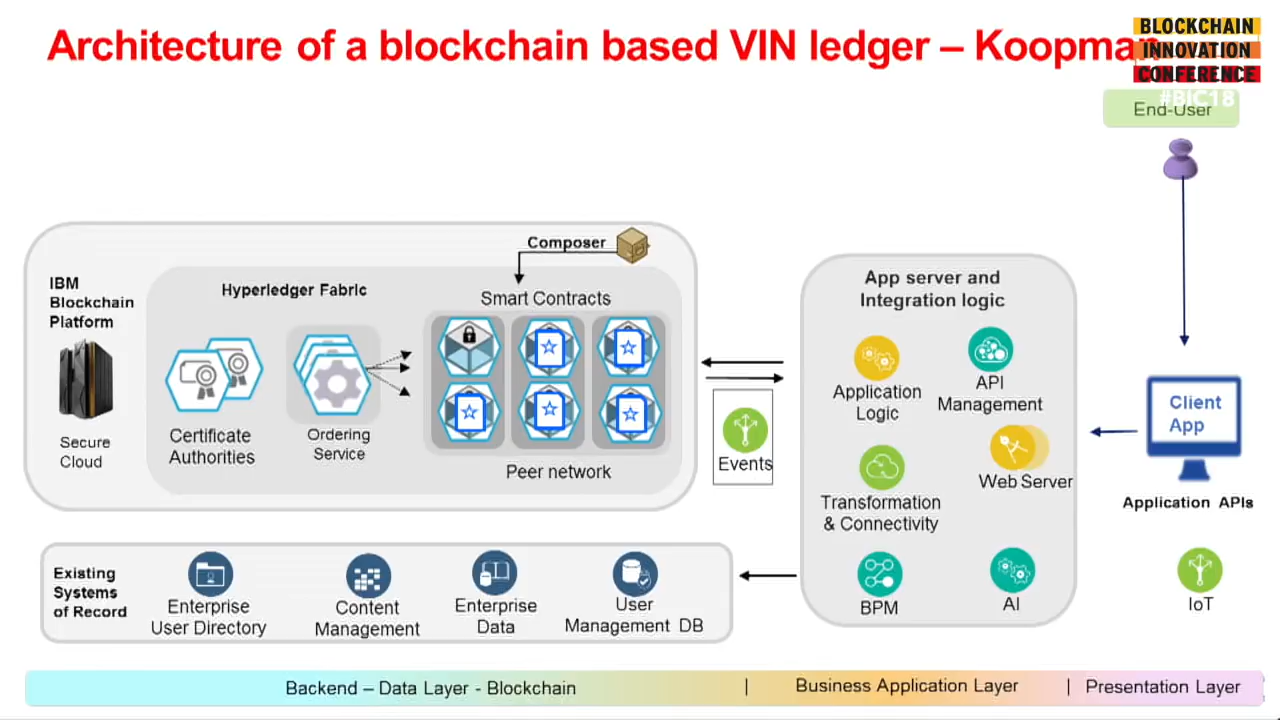 Architecture of a blockchain based VIN ledger – Koopman
BLOCKCHAIN
INNOVATION
CONFERENCE
#BIC18
End-User
Composer
IBM
Blockchain
Platform
Hyperledger Fabric
Smart Contracts
App server and
Integration logic
Application
Logic
API
Management
Client
App
Secure
Cloud
Certificate
Authorities
Ordering
Service
Peer network
Events
Transformation
& Connectivity
Web Server
Application APIs
Existing
Systems
of Record
Enterprise
User Directory
Content
Management
Enterprise
Data
User
Management DB
BPM
AI
IoT
Backend – Data Layer - Blockchain | Business Application Layer | Presentation Layer